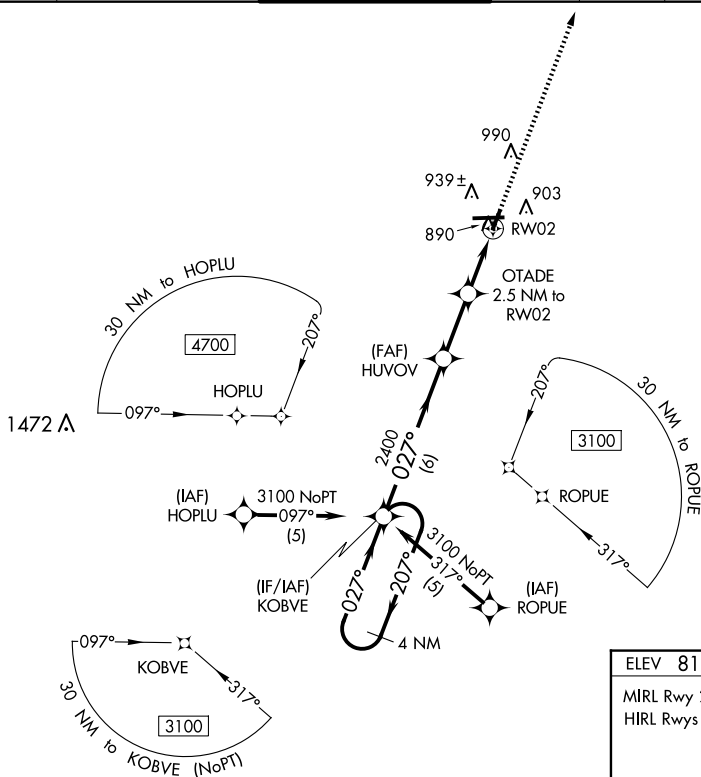 990
939±
903
890
RW02
OTADE
2.5 NM to
RW02
30 NM to HOPLU
4700
207°
HOPLU
097°
1472
(FAF)
HUVOV
207°
30 NM to ROPUE
3100
ROPUE
317°
2400
027°
(6)
(IAF)
HOPLU
3100 NoPT
097°
(5)
(IF/IAF)
KOBVE
027°
207°
4 NM
3100 NoPT
317°
(5)
(IAF)
ROPUE
097°
KOBVE
317°
3100
30 NM to KOBVE (NoPT)
ELEV 81
MIRL Rwy
HIRL Rwys